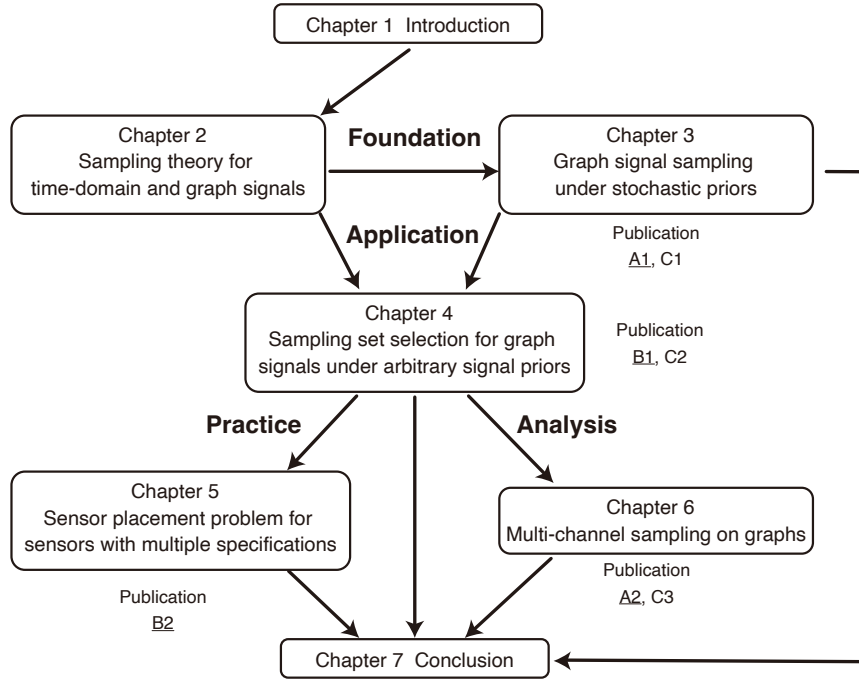 Chapter 1 Introduction
Chapter 2
Sampling theory for
time-domain and graph signals
Foundation
Chapter 3
Graph signal sampling
under stochastic priors
Publication
A1, C1
Application
Chapter 4
Sampling set selection for graph
signals under arbitrary signal priors
Publication
B1, C2
Practice
Analysis
Chapter 5
Sensor placement problem for
sensors with multiple specifications
Publication
B2
Chapter 6
Multi-channel sampling on graphs
Publication
A2, C3
Chapter 7 Conclusion